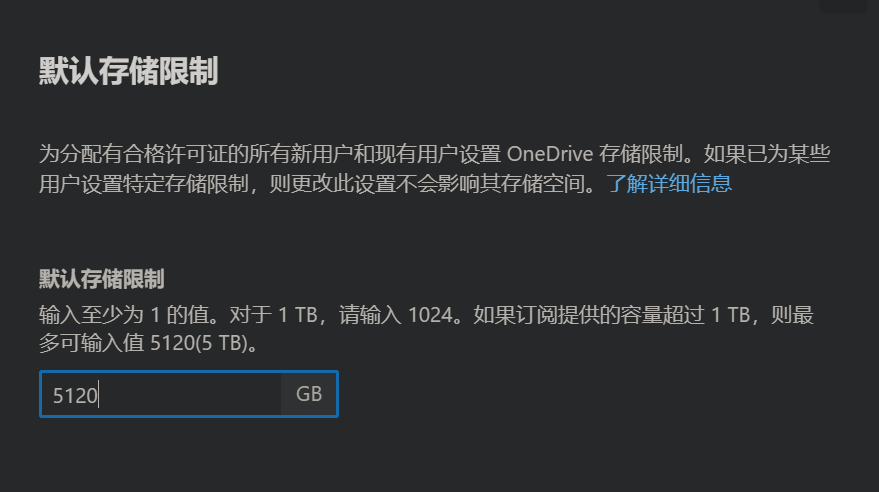 默认存储限制
为分配有合格许可证的所有新用户和现有用户设置 OneDrive 存储限制。如果已为某些
用户设置特定存储限制，则更改此设置不会影响其存储空间。了解详细信息
默认存储限制
输入至少为 1 的值。对于 1 TB，请输入 1024。如果订阅提供的容量超过 1 TB，则最
多可输入值 5120(5 TB)。
5120 GB